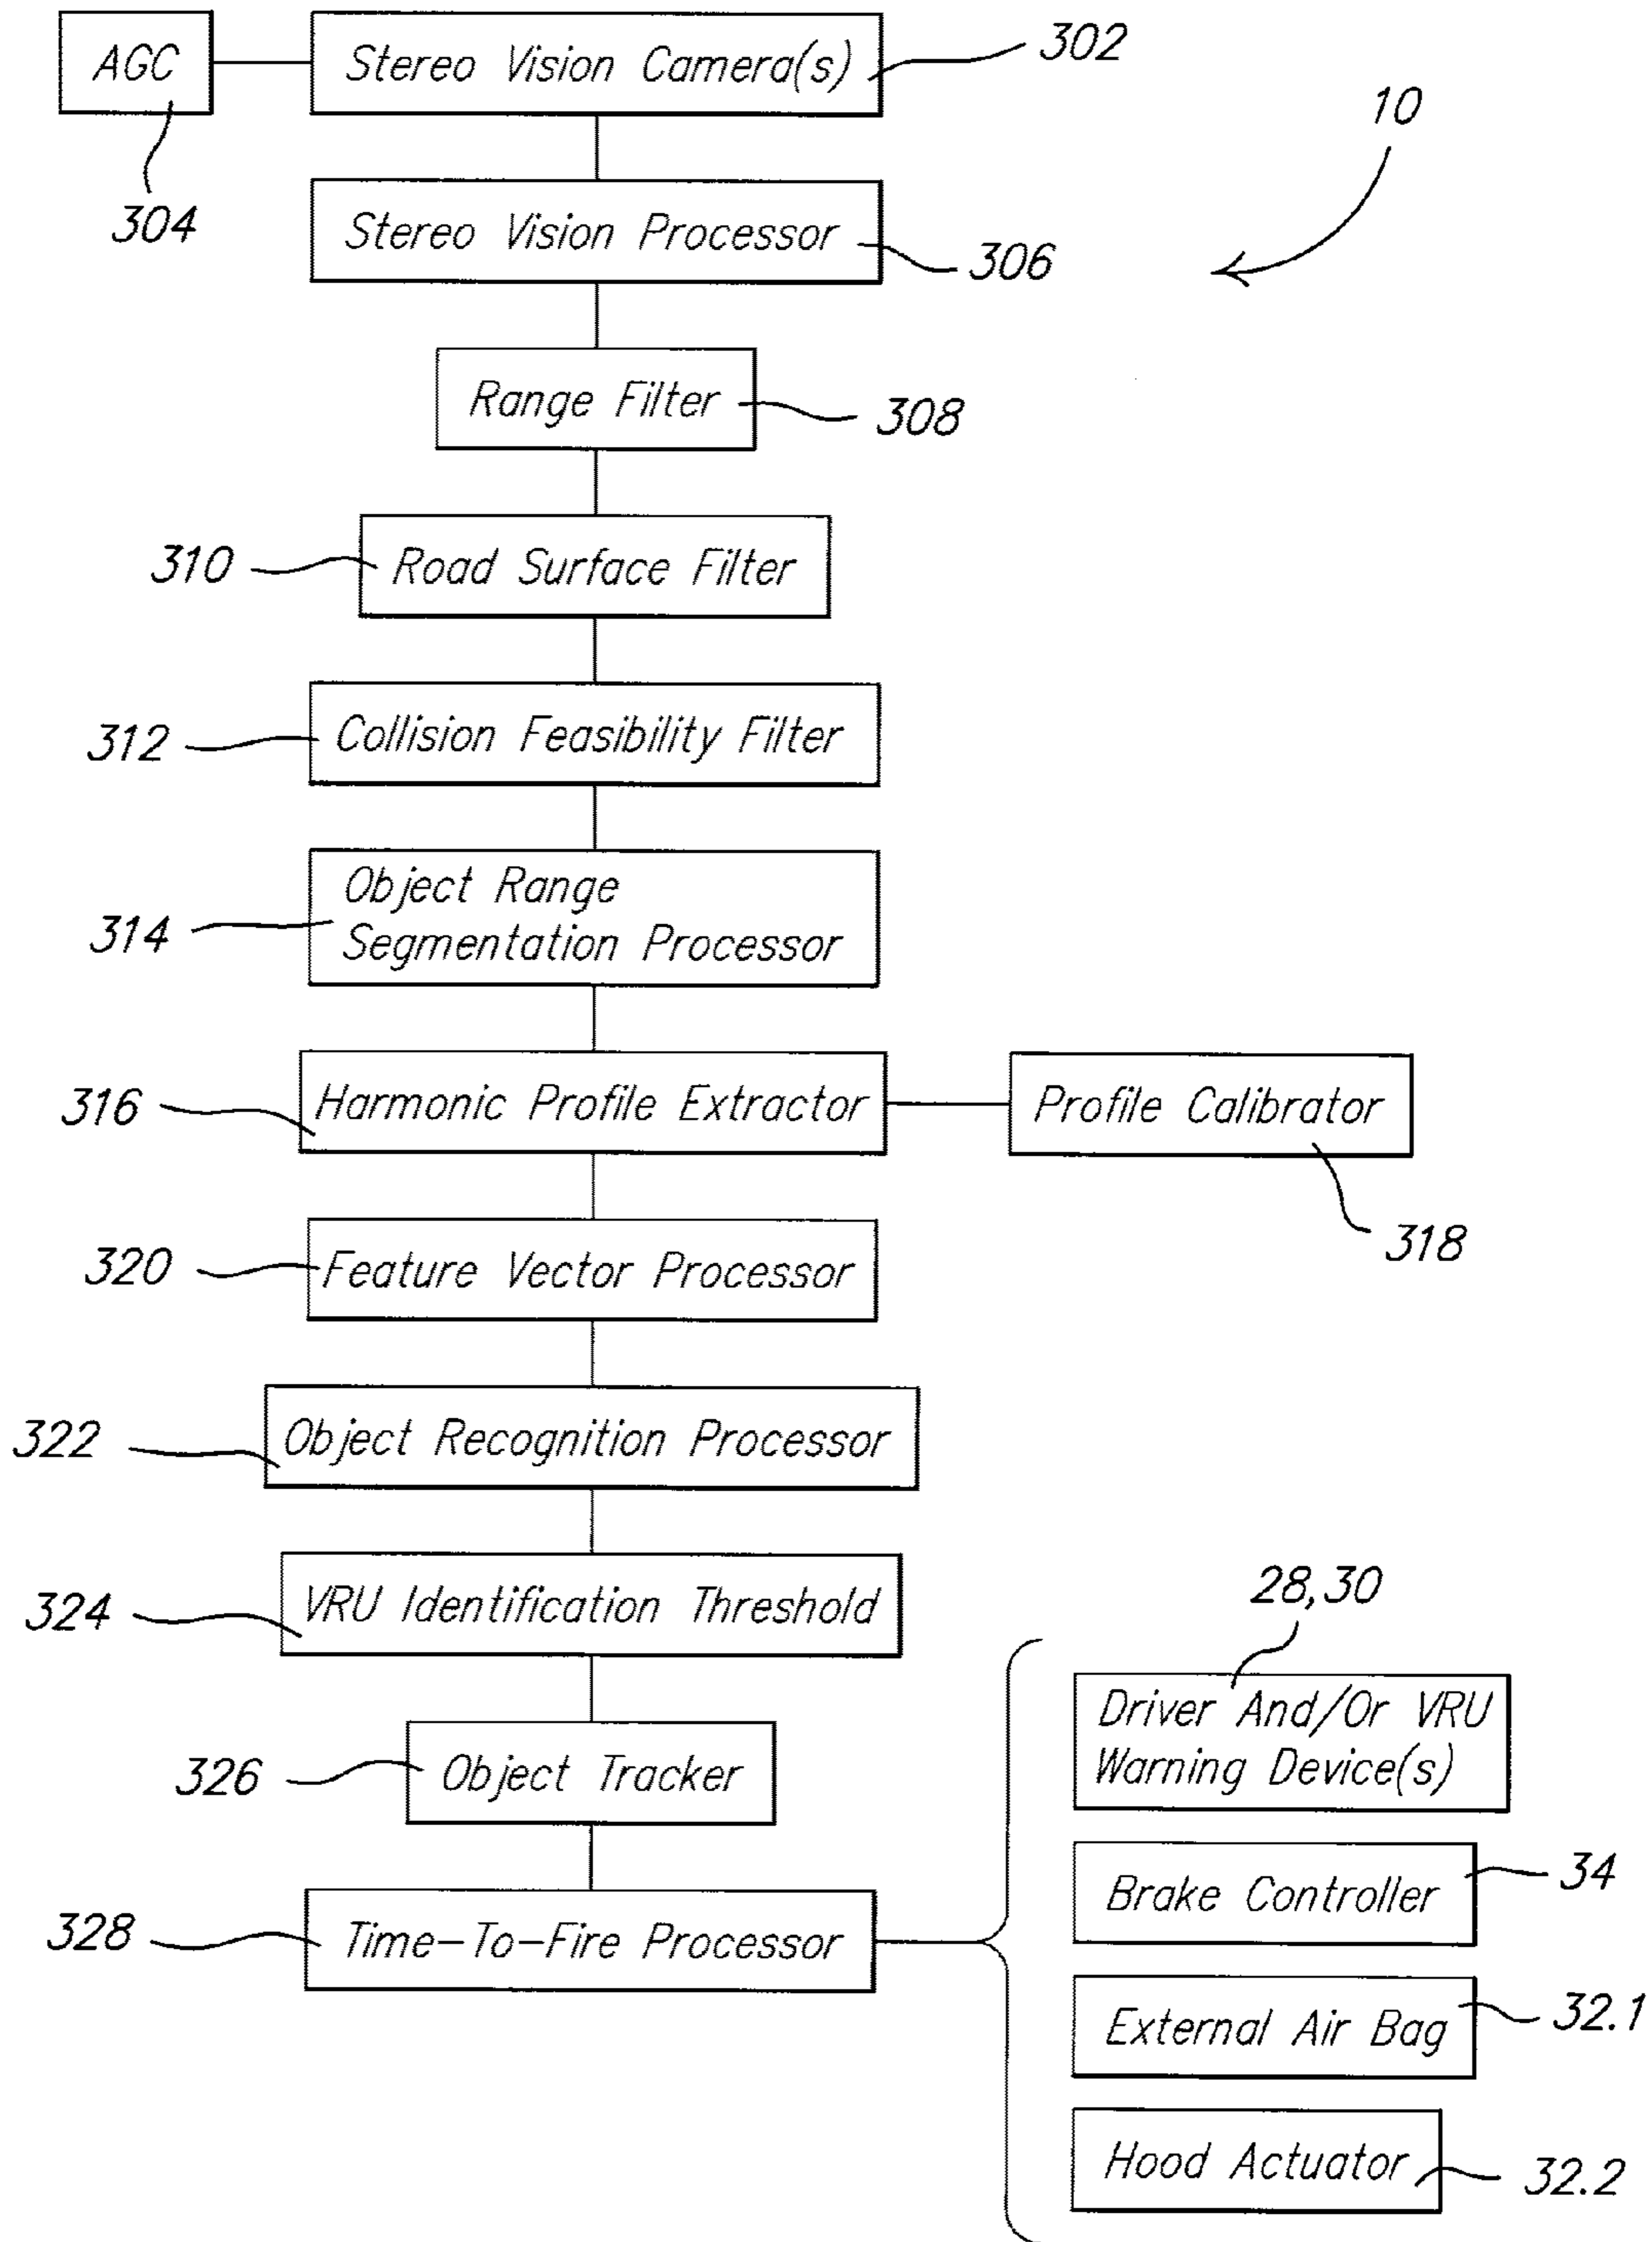 AGC
Stereo Vision Camera(s)
302
10
304
Stereo Vision Processor
306
Range Filter
308
310
Road Surface Filter
312
Collision Feasibility Filter
314
Object Range
Segmentation Processor
316
Harmonic Profile Extractor
Profile Calibrator
318
320
Feature Vector Processor
322
Object Recognition Processor
324
VRU Identification Threshold
28,30
Driver And/Or VRU
Warning Device(s)
326
Object Tracker
Brake Controller
34
328
Time-To-Fire Processor
External Air Bag
32.1
Hood Actuator
32.2